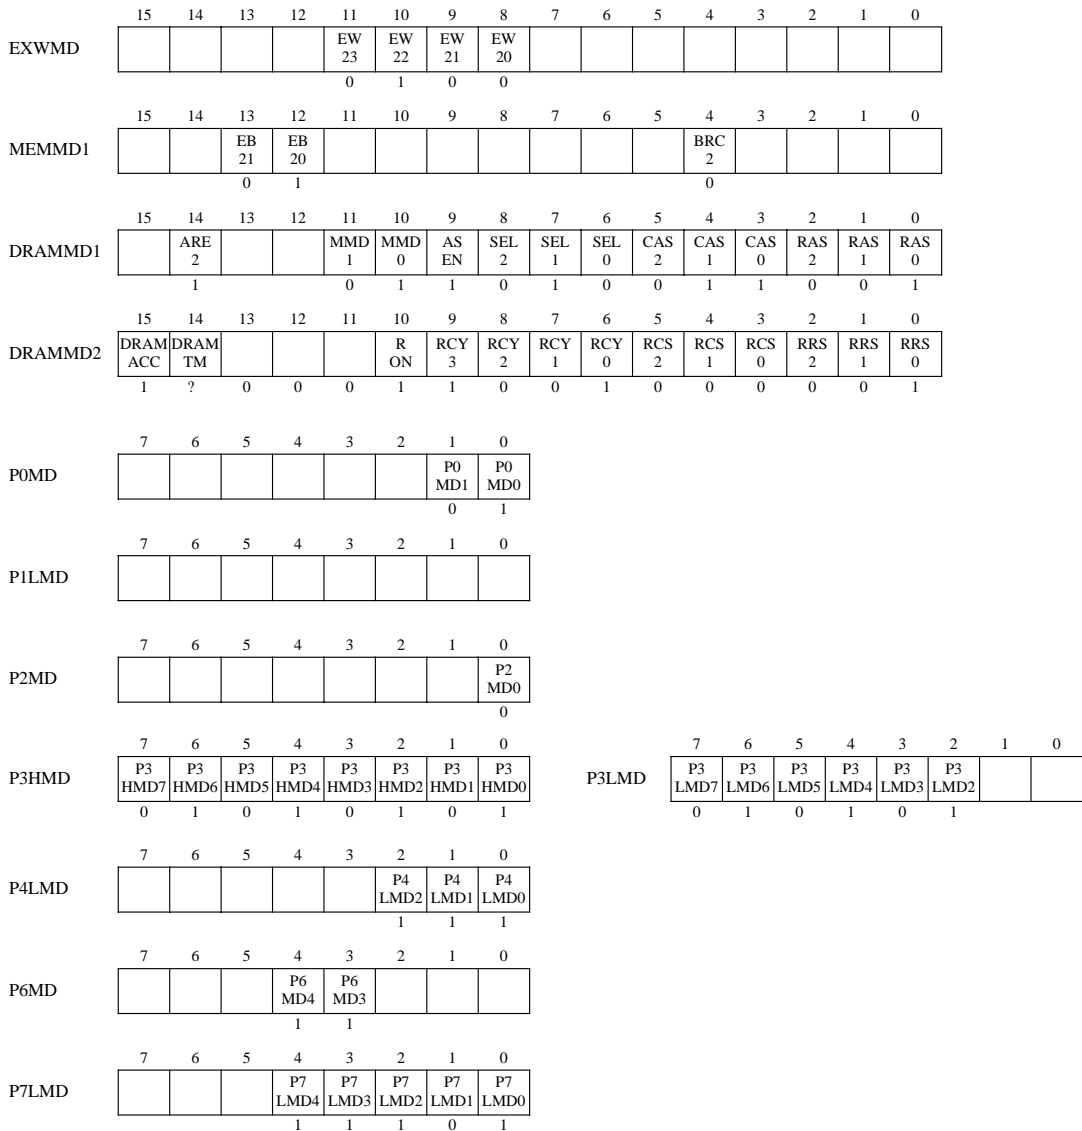 15 14 13 12 11 10 9 8 7 6 5 4 3 2 1 0
EXWMD EW 23 EW 22 EW 21 EW 20
0 1 0 0
15 14 13 12 11 10 9 8 7 6 5 4 3 2 1 0
MEMMD1 EB 21 EB 20 BRC 2
0 1 0
15 14 13 12 11 10 9 8 7 6 5 4 3 2 1 0
DRAMMD1 ARE 2 MMD 1 MMD 0 AS EN SEL 2 SEL 1 SEL 0 CAS 2 CAS 1 CAS 0 RAS 2 RAS 1 RAS 0
1 0 1 1 0 1 0 0 1 1 0 0 1
15 14 13 12 11 10 9 8 7 6 5 4 3 2 1 0
DRAMMD2 DRAM ACC DRAM TM R ON RCY 3 RCY 2 RCY 1 RCY 0 RCS 2 RCS 1 RCS 0 RRS 2 RRS 1 RRS 0
1 ? 0 0 0 1 1 0 0 1 0 0 0 0 0 1
7 6 5 4 3 2 1 0
P0MD P0 MD1 P0 MD0
0 1
7 6 5 4 3 2 1 0
P1LMD
7 6 5 4 3 2 1 0
P2MD P2 MD0
0
7 6 5 4 3 2 1 0
P3HMD P3 HMD7 P3 HMD6 P3 HMD5 P3 HMD4 P3 HMD3 P3 HMD2 P3 HMD1 P3 HMD0
0 1 0 1 0 1 0 1
7 6 5 4 3 2 1 0
P3LMD P3 LMD7 P3 LMD6 P3 LMD5 P3 LMD4 P3 LMD3 P3 LMD2
0 1 0 1 0 1
7 6 5 4 3 2 1 0
P4LMD P4 LMD2 P4 LMD1 P4 LMD0
1 1 1
7 6 5 4 3 2 1 0
P6MD P6 MD4 P6 MD3
1 1
7 6 5 4 3 2 1 0
P7LMD P7 LMD4 P7 LMD3 P7 LMD2 P7 LMD1 P7 LMD0
1 1 1 0 1